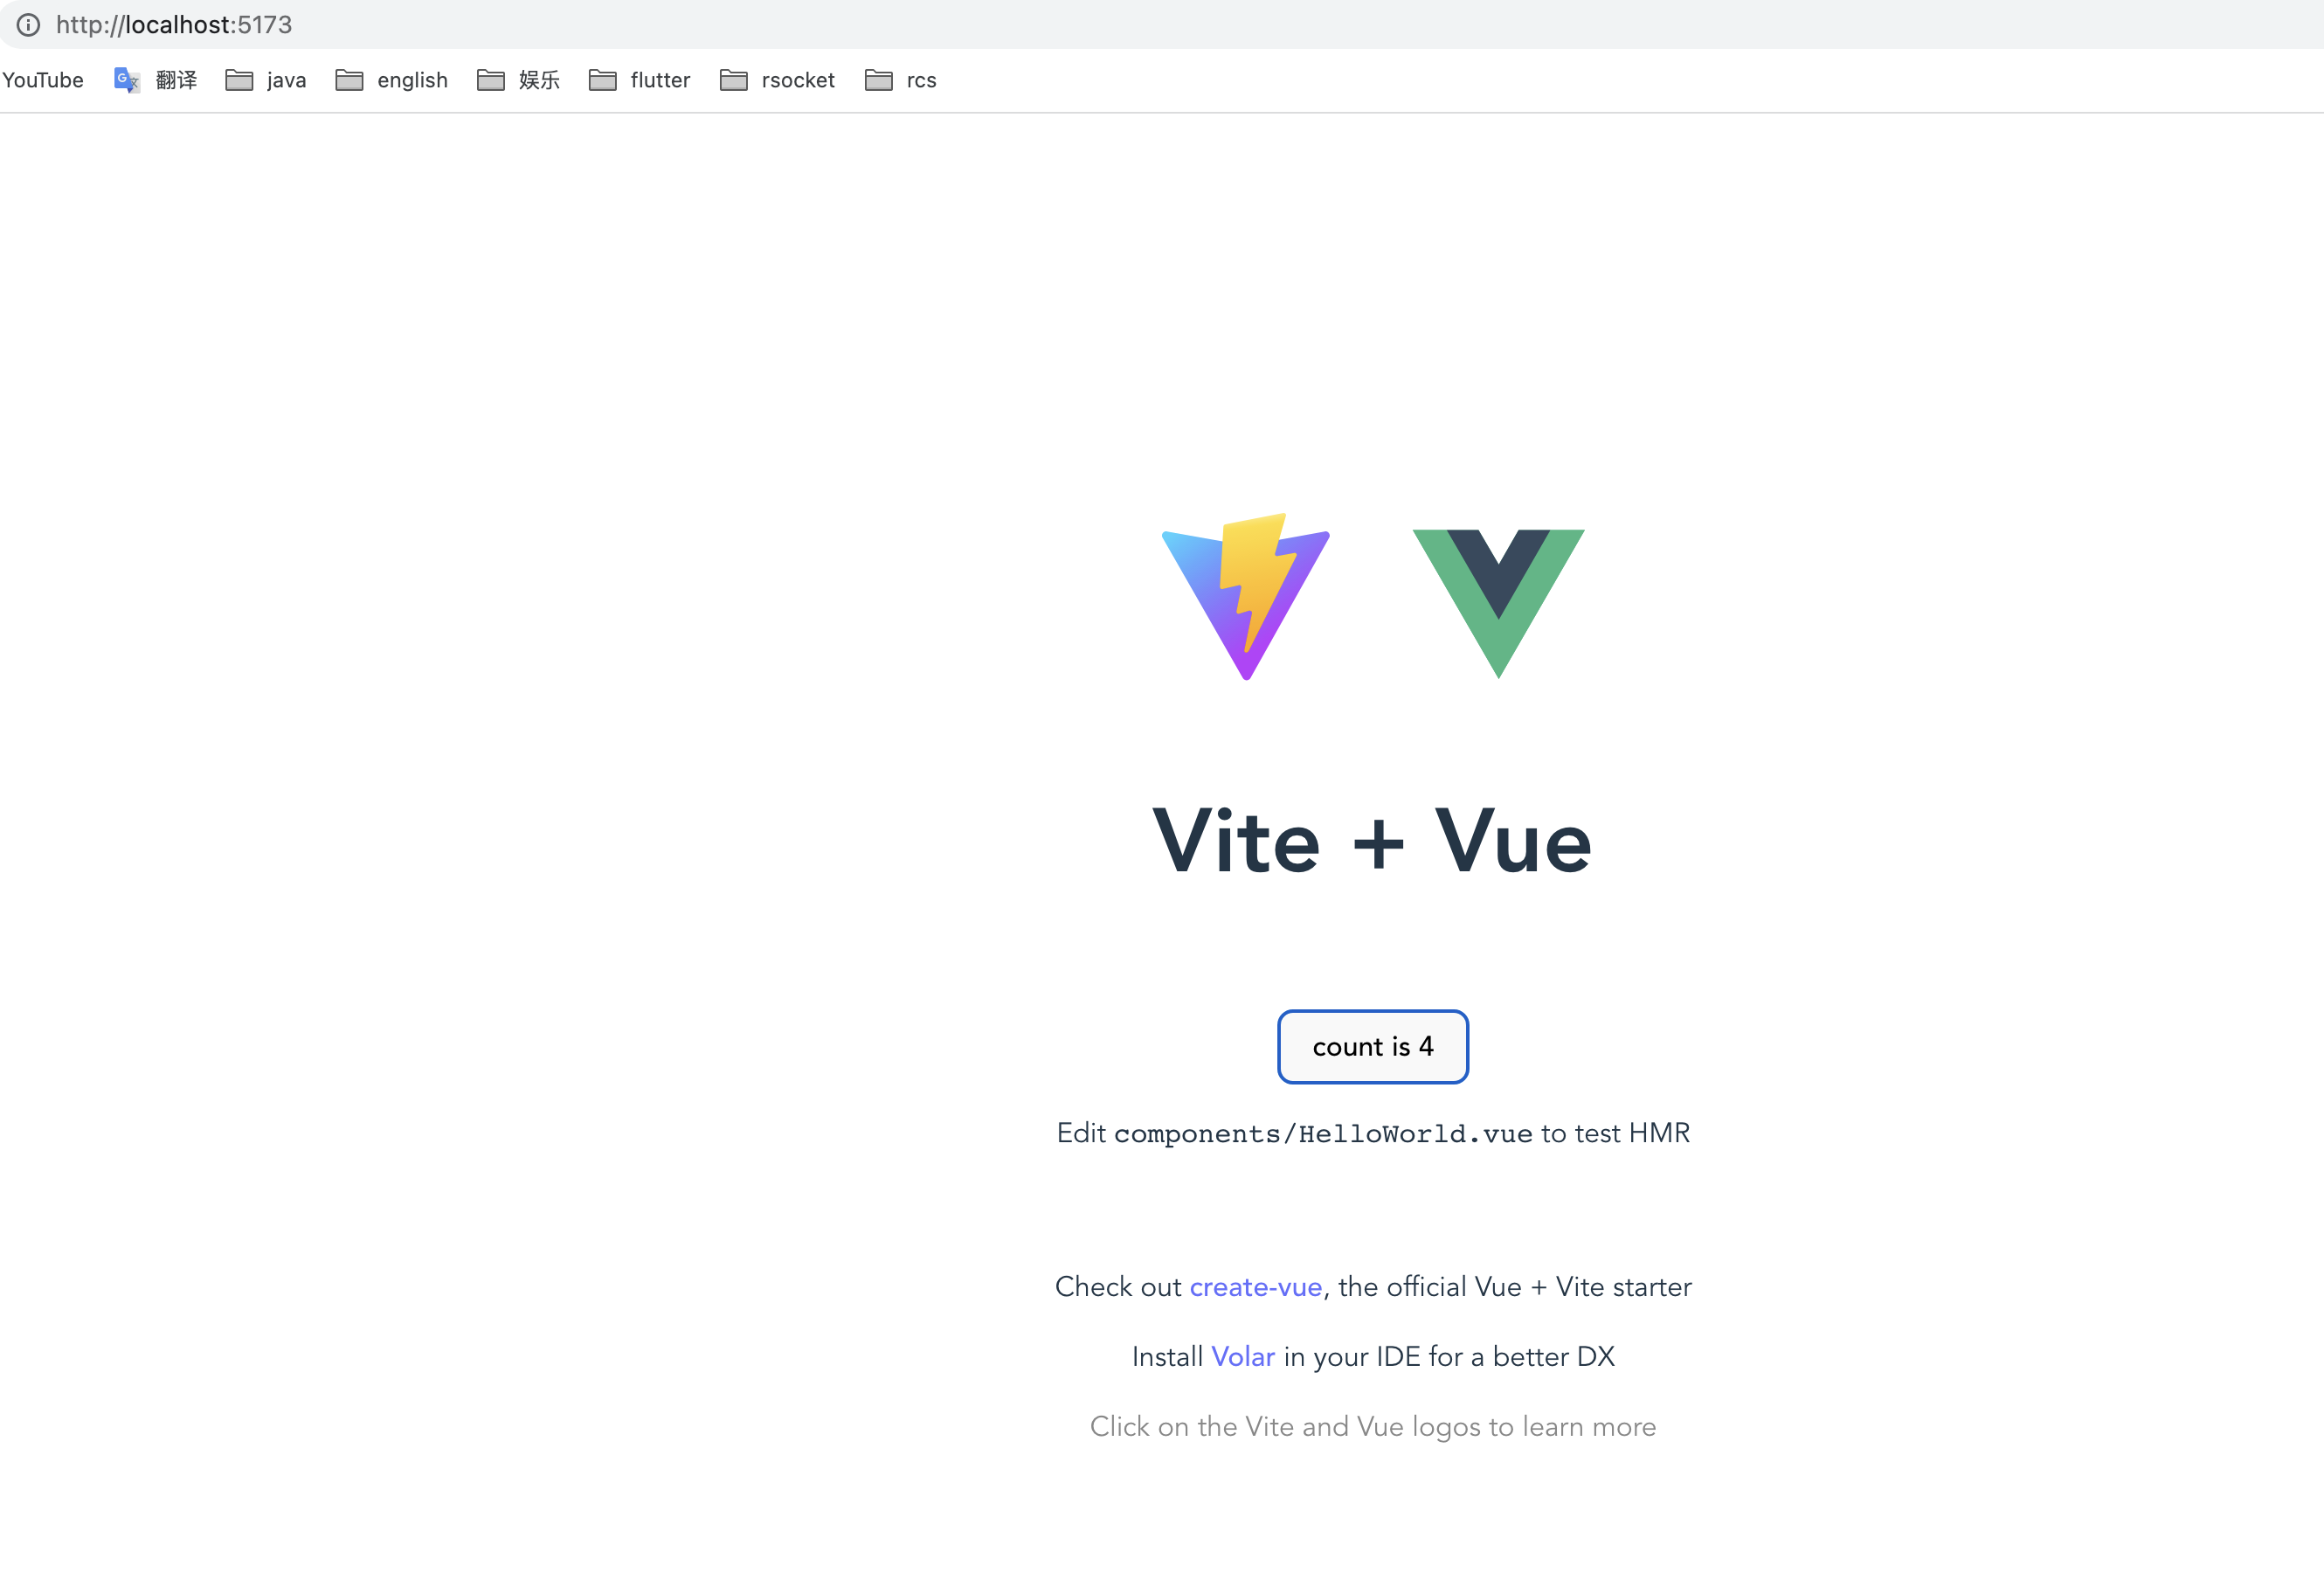 http://localhost:5173
YouTube 翻译 java english 娱乐 flutter rsocket rcs
Vite + Vue
count is 4
Edit components/HelloWorld.vue to test HMR
Check out create-vue, the official Vue + Vite starter
Install Volar in your IDE for a better DX
Click on the Vite and Vue logos to learn more